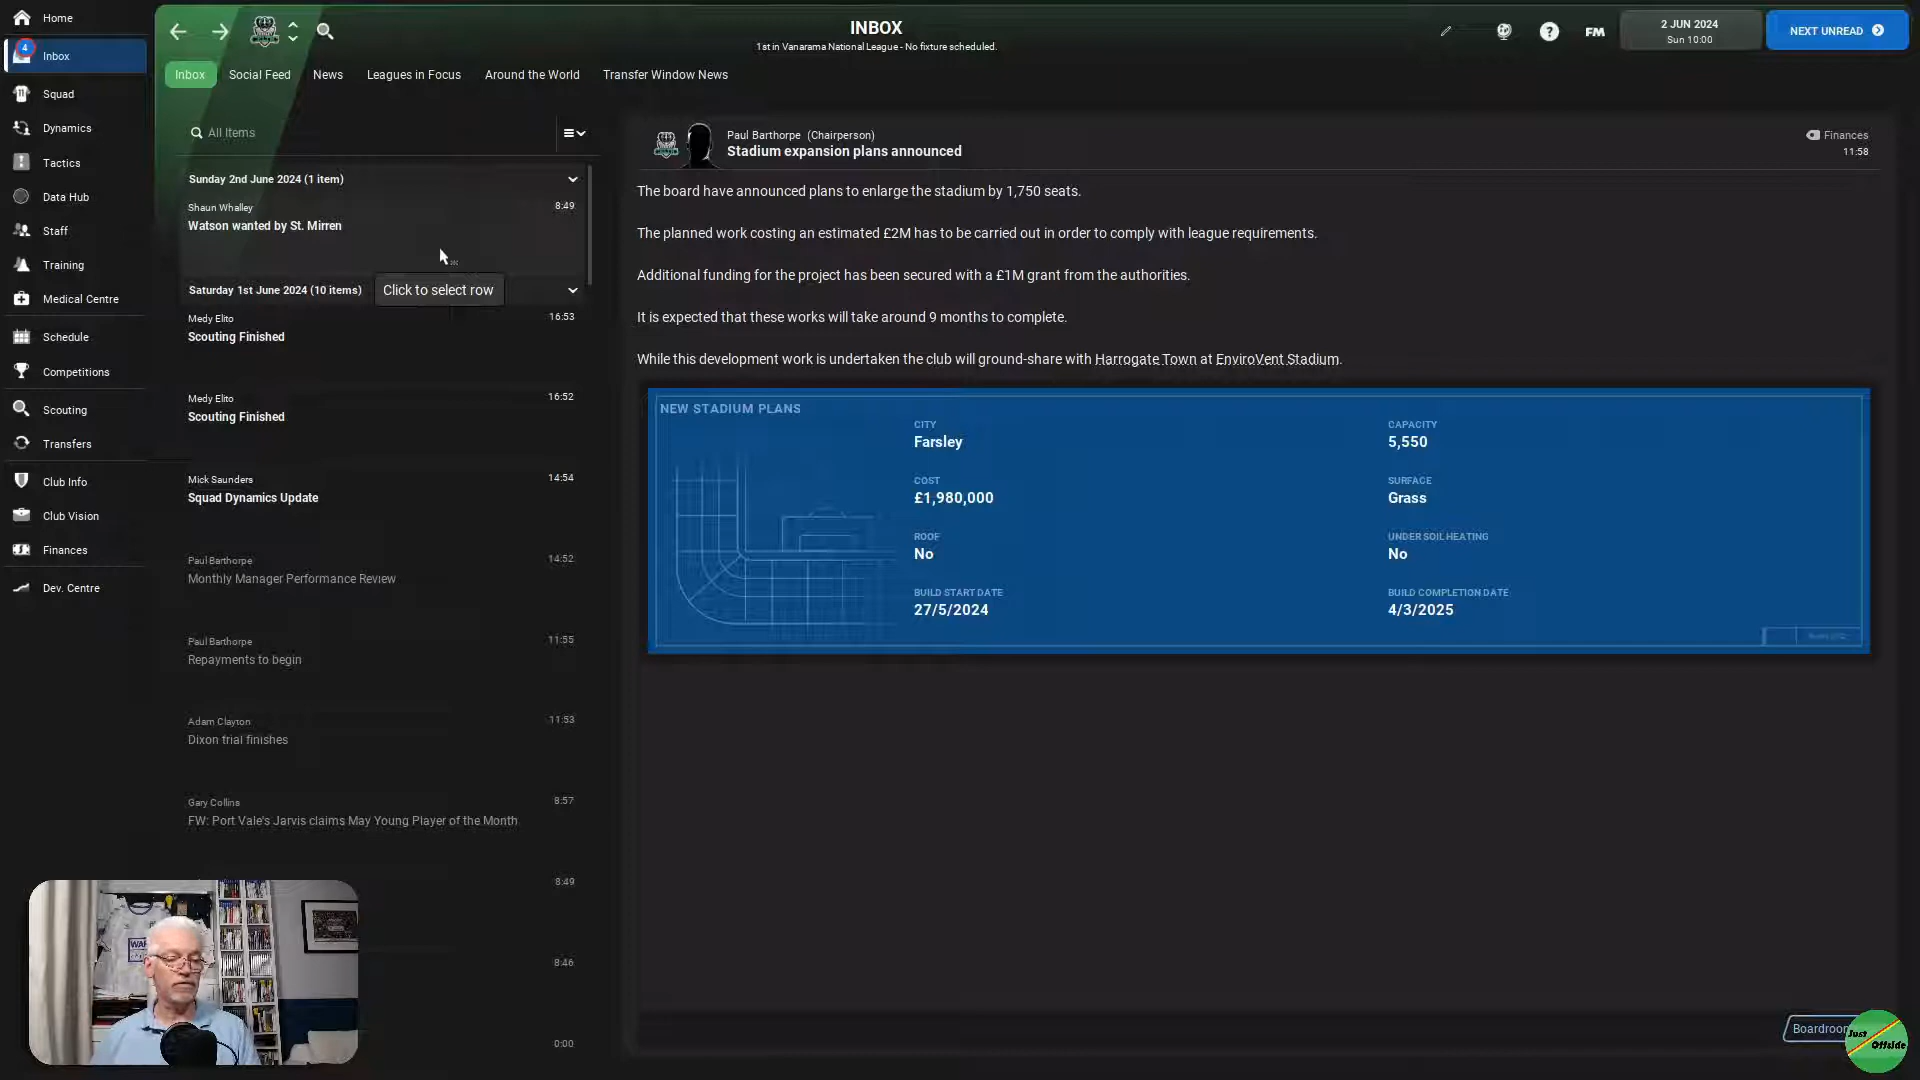 Home
4
Inbox
Squad
Dynamics
Tactics
Data Hub
Staff
Training
Medical Centre
Schedule
Competitions
Scouting
Transfers
Club Info
Club Vision
Finances
Dev. Centre
INBOX
1st in Vanarama National League - No fixture scheduled.
FM
2 JUN 2024
Sun 10:00
NEXT UNREAD
Inbox
Social Feed
News
Leagues in Focus
Around the World
Transfer Window News
All Items
Sunday 2nd June 2024 (1 item)
Shaun Whalley
8:49
Watson wanted by St. Mirren
Saturday 1st June 2024 (10 items)
Click to select row
Medy Elito
16:53
Scouting Finished
Medy Elito
16:52
Scouting Finished
Mick Saunders
14:54
Squad Dynamics Update
Paul Barthorpe
14:52
Monthly Manager Performance Review
Paul Barthorpe
11:55
Repayments to begin
Adam Clayton
11:53
Dixon trial finishes
Gary Collins
8:57
FW: Port Vale's Jarvis claims May Young Player of the Month
8:49
8:46
0:00
Paul Barthorpe (Chairperson)
Stadium expansion plans announced
Finances
11:58
The board have announced plans to enlarge the stadium by 1,750 seats.
The planned work costing an estimated £2M has to be carried out in order to comply with league requirements.
Additional funding for the project has been secured with a £1M grant from the authorities.
It is expected that these works will take around 9 months to complete.
While this development work is undertaken the club will ground-share with Harrogate Town at EnviroVent Stadium.
NEW STADIUM PLANS
CITY
Farsley
CAPACITY
5,550
COST
£1,980,000
SURFACE
Grass
ROOF
No
UNDER SOIL HEATING
No
BUILD START DATE
27/5/2024
BUILD COMPLETION DATE
4/3/2025
Boardroom
Just
Offside